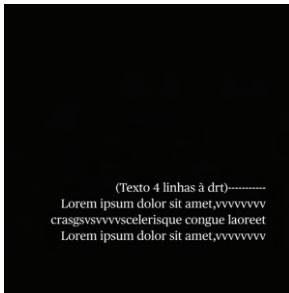 (Texto 4 linhas à drt)-----------
Lorem ipsum dolor sit amet,vvvvvvvv
crasgsvsvvvvscelerisque congue laoreet
Lorem ipsum dolor sit amet,vvvvvvvv